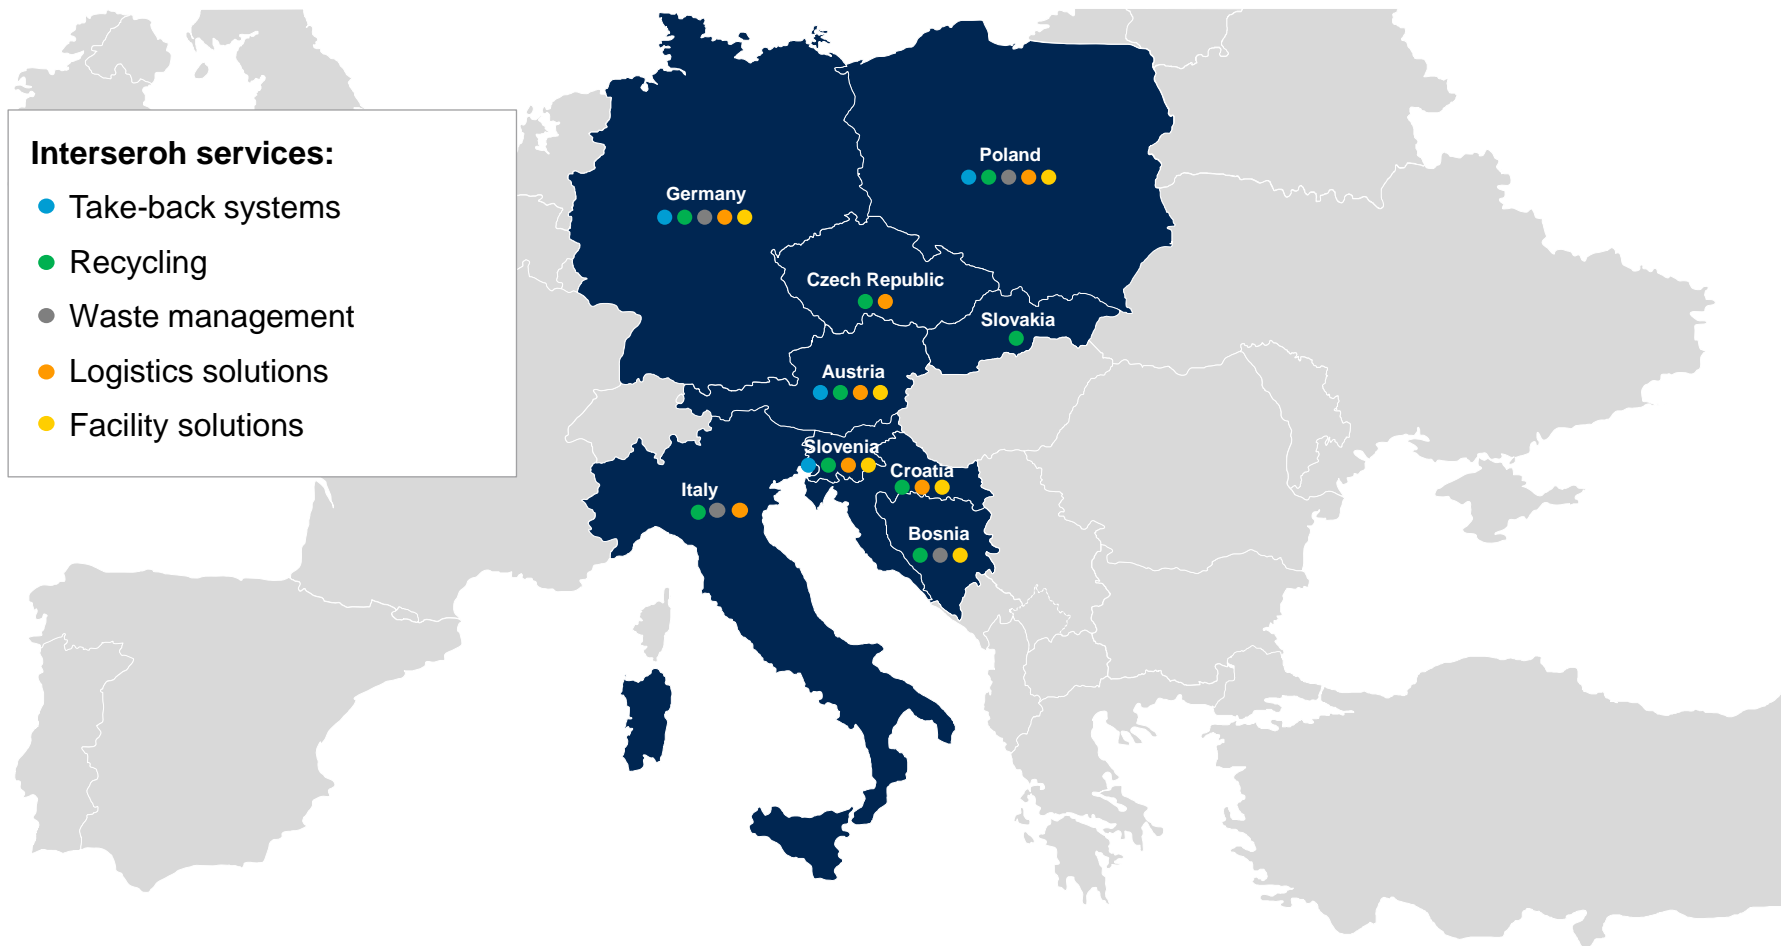 Interseroh services:
Take-back systems
Recycling
Waste management
Logistics solutions
Facility solutions
Poland
Germany
Czech Republic
Slovakia
Austria
Slovenia
Croatia
Italy
Bosnia